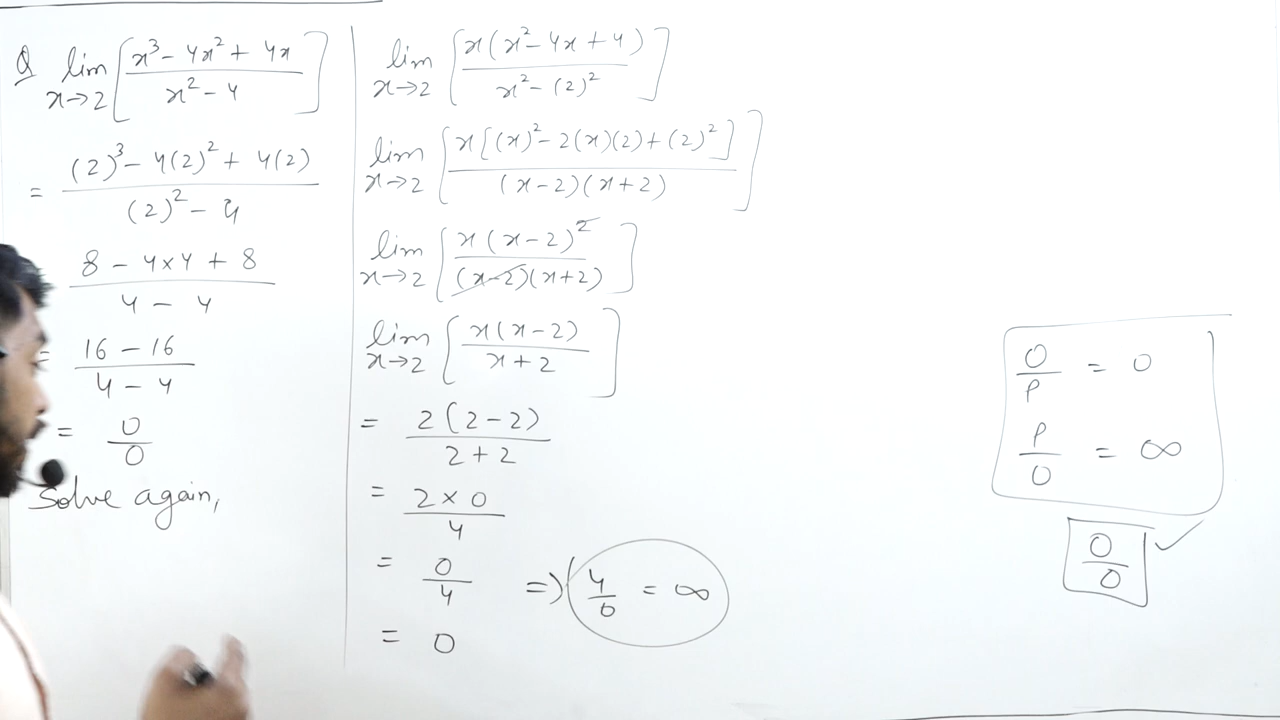 Q lim x→2 [ (x³ - 4x² + 4x) / (x² - 4) ]
= ((2)³ - 4(2)² + 4(2)) / ((2)² - 4)
(8 - 4×4 + 8) / (4 - 4)
= (16 - 16) / (4 - 4)
= 0/0
Solve again,
lim x→2 [ x(x² - 4x + 4) / (x² - (2)²) ]
lim x→2 [ x[(x)² - 2(x)(2) + (2)²] / ((x-2)(x+2)) ]
lim x→2 [ x(x-2)² / ((x-2)(x+2)) ]
lim x→2 [ x(x-2) / (x+2) ]
= 2(2-2) / (2+2)
= (2×0) / 4
= 0/4 ⇒ (4/0 = ∞
= 0
0/P = 0
P/0 = ∞
0/0 ✓